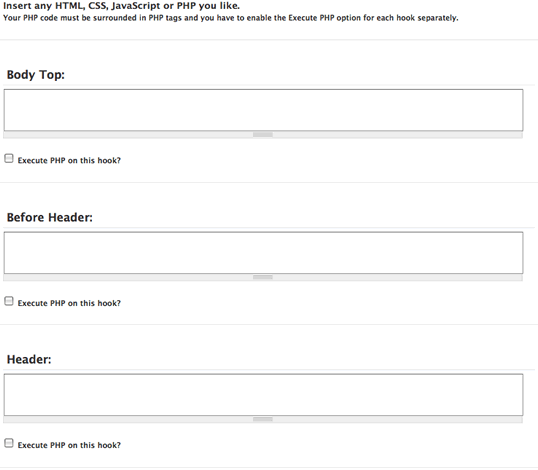 Insert any HTML, CSS, JavaScript or PHP you like.
Your PHP code must be surrounded in PHP tags and you have to enable the Execute PHP option for each hook separately.
Body Top:
Execute PHP on this hook?
Before Header:
Execute PHP on this hook?
Header:
Execute PHP on this hook?